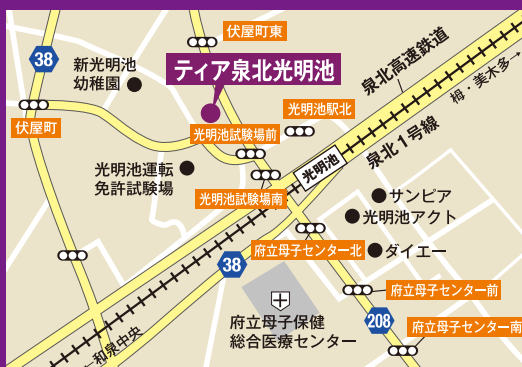 伏屋町東
38
新光明池
幼稚園
ティア泉北光明池
泉北高速鉄道
栂・美木多→
伏屋町
光明池駅北
光明池試験場前
泉北1号線
光明池運転
免許試験場
光明池
光明池試験場南
サンピア
光明池アクト
府立母子センター北
ダイエー
38
府立母子センター前
府立母子保健
総合医療センター
208
府立母子センター南
和泉中央